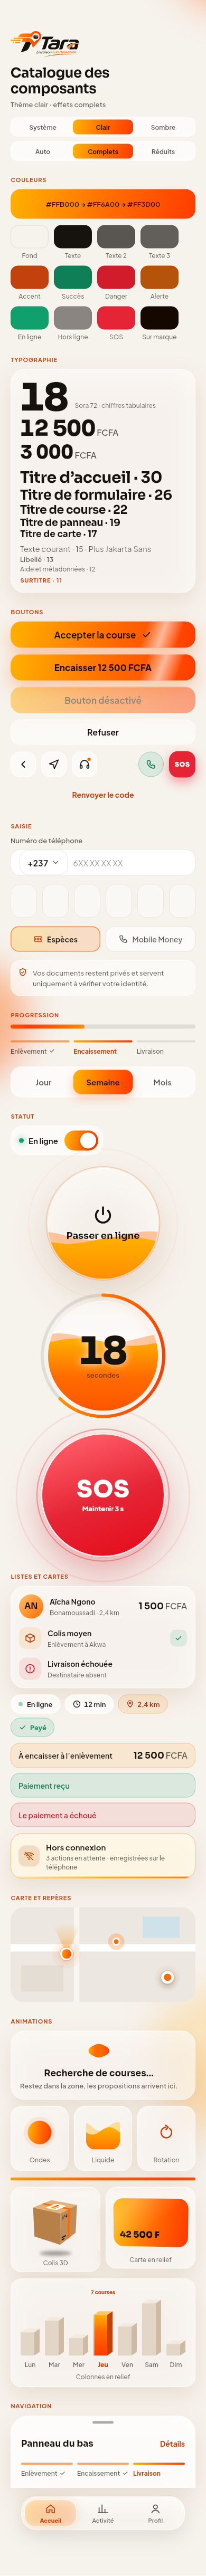 Tara
Catalogue des
composants
Thème clair · effets complets
Système Clair Sombre
Auto Complets Réduits
COULEURS
#FFB000 → #FF6A00 → #FF3D00
Fond Texte Texte 2 Texte 3
Accent Succès Danger Alerte
En ligne Hors ligne SOS Sur marque
TYPOGRAPHIE
18 Sora 72 · chiffres tabulaires
12 500 FCFA
3 000 FCFA
Titre d’accueil · 30
Titre de formulaire · 26
Titre de course · 22
Titre de panneau · 19
Titre de carte · 17
Texte courant · 15 · Plus Jakarta Sans
Libellé · 13
Aide et métadonnées · 12
SURTITRE · 11
BOUTONS
Accepter la course
Encaisser 12 500 FCFA
Bouton désactivé
Refuser
SOS
Renvoyer le code
SAISIE
Numéro de téléphone
+237 6XX XX XX XX
Espèces Mobile Money
Vos documents restent privés et servent
uniquement à vérifier votre identité.
PROGRESSION
Enlèvement Encaissement Livraison
Jour Semaine Mois
STATUT
En ligne
Passer en ligne
18
secondes
SOS
Maintenir 3 s
LISTES ET CARTES
AN Aïcha Ngono 1 500 FCFA
Bonamoussadi · 2,4 km
Colis moyen
Enlèvement à Akwa
Livraison échouée
Destinataire absent
En ligne 12 min 2,4 km
Payé
À encaisser à l’enlèvement 12 500 FCFA
Paiement reçu
Le paiement a échoué
Hors connexion
3 actions en attente · enregistrées sur le
téléphone
CARTE ET REPÈRES
ANIMATIONS
Recherche de courses...
Restez dans la zone, les propositions arrivent ici.
Ondes Liquide Rotation
42 500 F
Colis 3D Carte en relief
7 courses
Lun Mar Mer Jeu Ven Sam Dim
Colonnes en relief
NAVIGATION
Panneau du bas Détails
Enlèvement Encaissement Livraison
Accueil Activité Profil